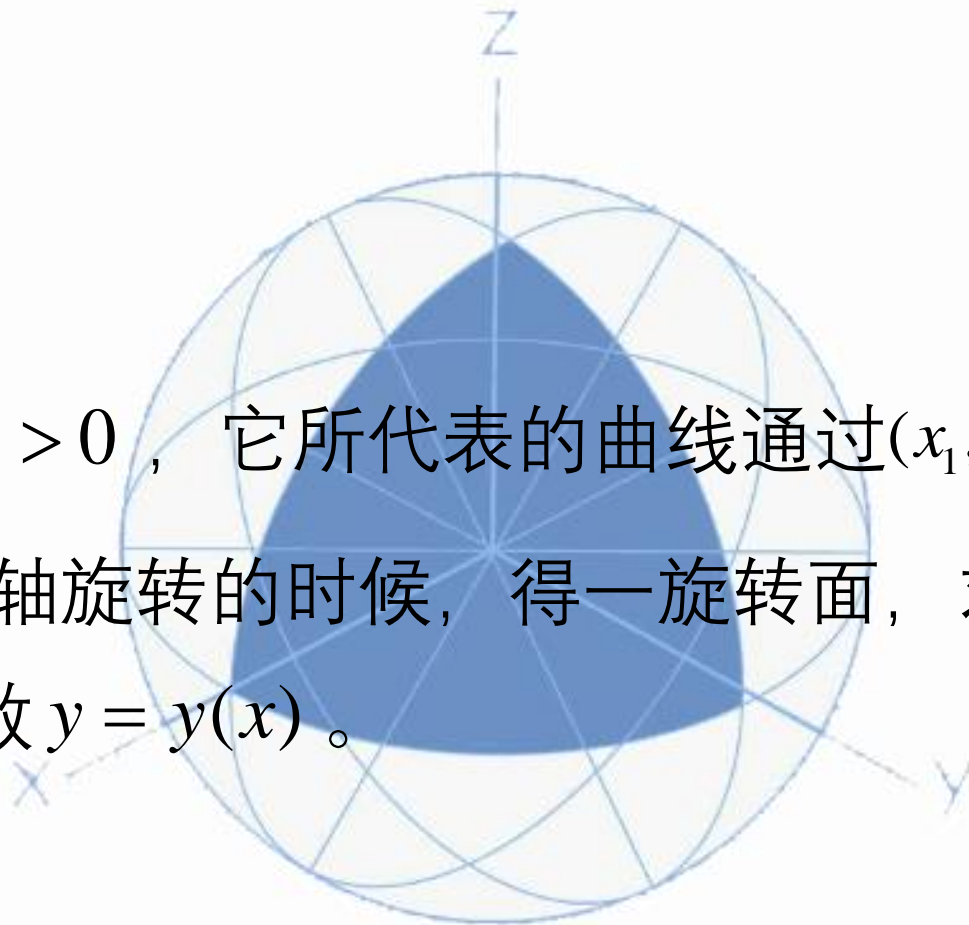 Z
> 0 ， 它所代表的曲线通过(x₁
轴旋转的时候，得一旋转面，
y = y(x) 。
X Y